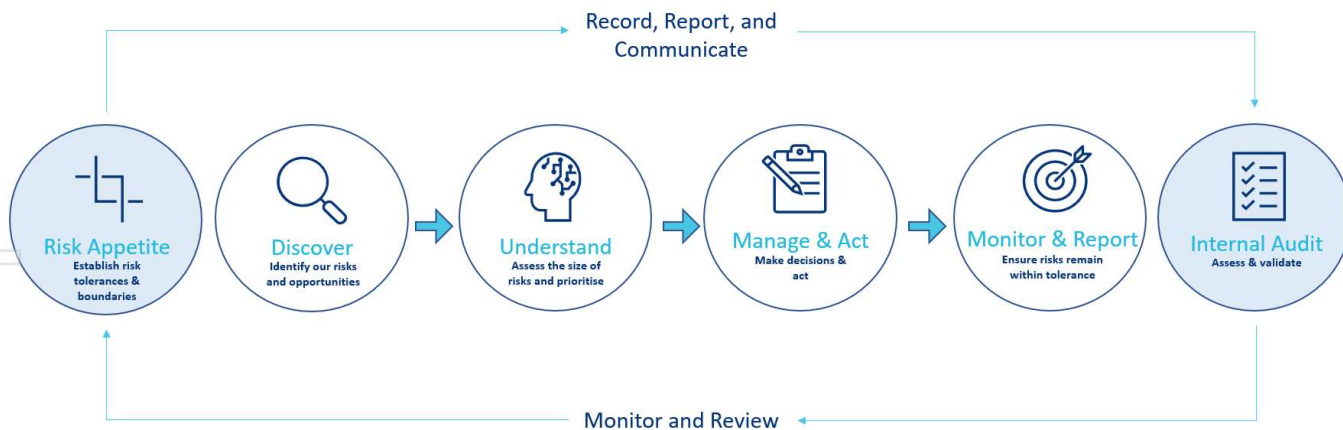 Record, Report, and
Communicate
Risk Appetite
Establish risk
tolerances &
boundaries
Discover
Identify our risks
and opportunities
Understand
Assess the size of
risks and prioritise
Manage & Act
Make decisions &
act
Monitor & Report
Ensure risks remain
within tolerance
Internal Audit
Assess & validate
Monitor and Review